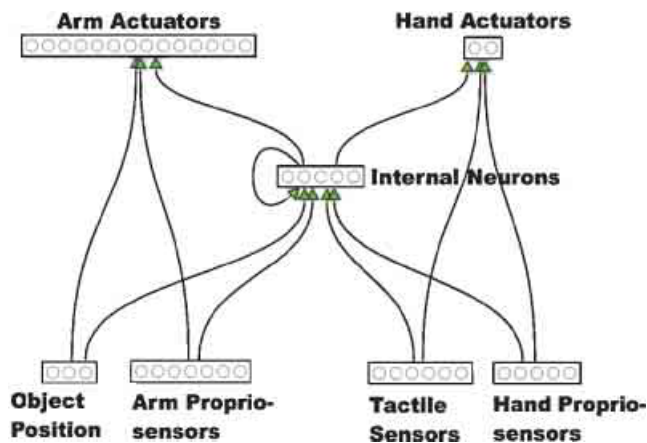 Arm Actuators
Hand Actuators
Internal Neurons
Object
Position
Arm Proprio-
sensors
Tactile
Sensors
Hand Proprio-
sensors